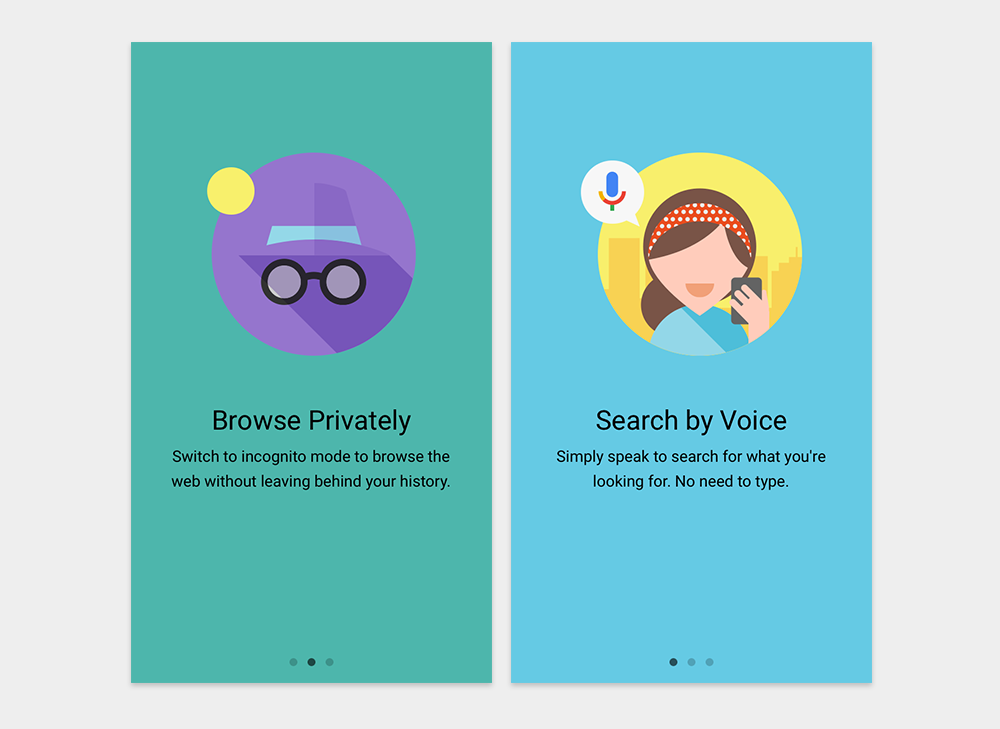 Browse Privately
Switch to incognito mode to browse the
web without leaving behind your history.
Search by Voice
Simply speak to search for what you're
looking for. No need to type.